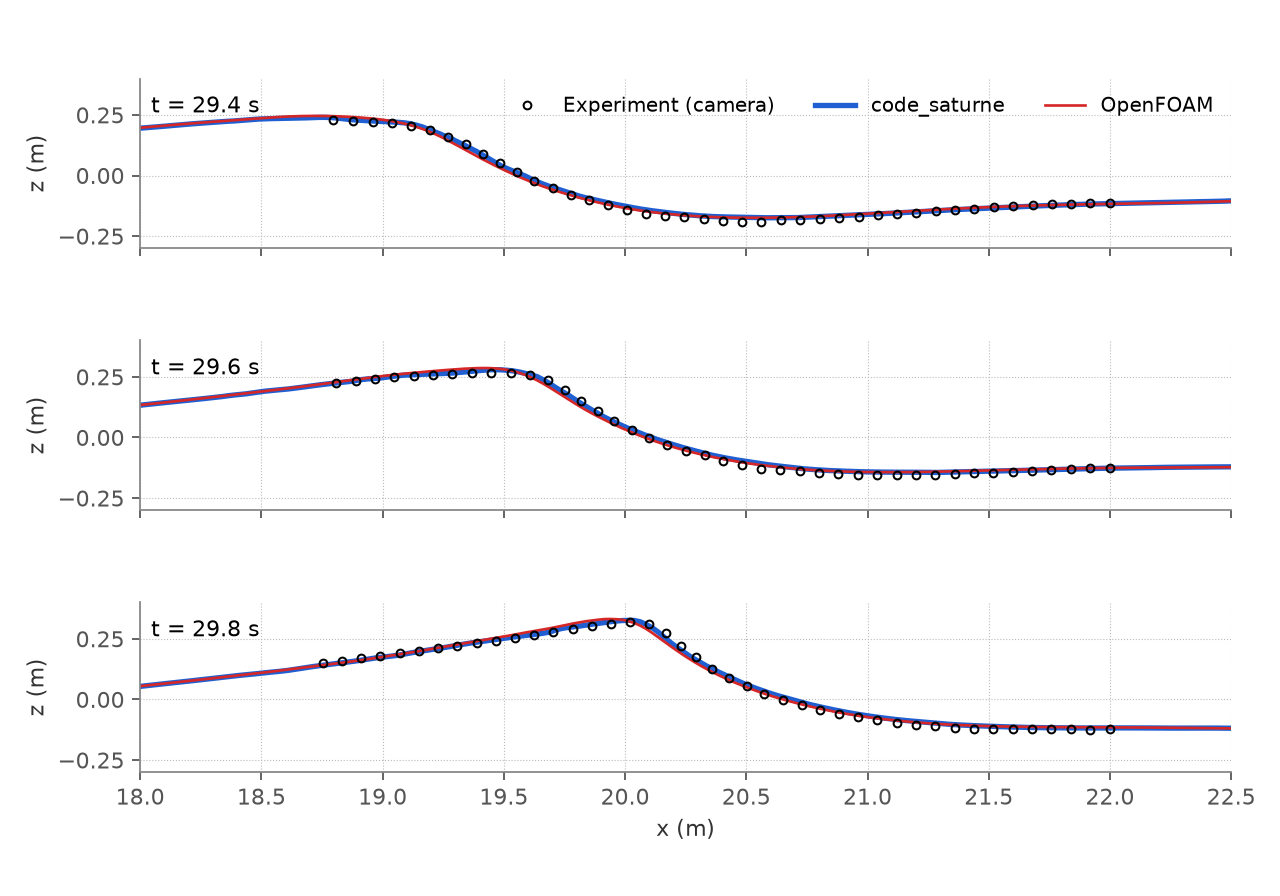 t = 29.4 s
Experiment (camera) code_saturne OpenFOAM
0.25
0.00
−0.25
z (m)
t = 29.6 s
0.25
0.00
−0.25
z (m)
t = 29.8 s
0.25
0.00
−0.25
z (m)
18.0 18.5 19.0 19.5 20.0 20.5 21.0 21.5 22.0 22.5
x (m)